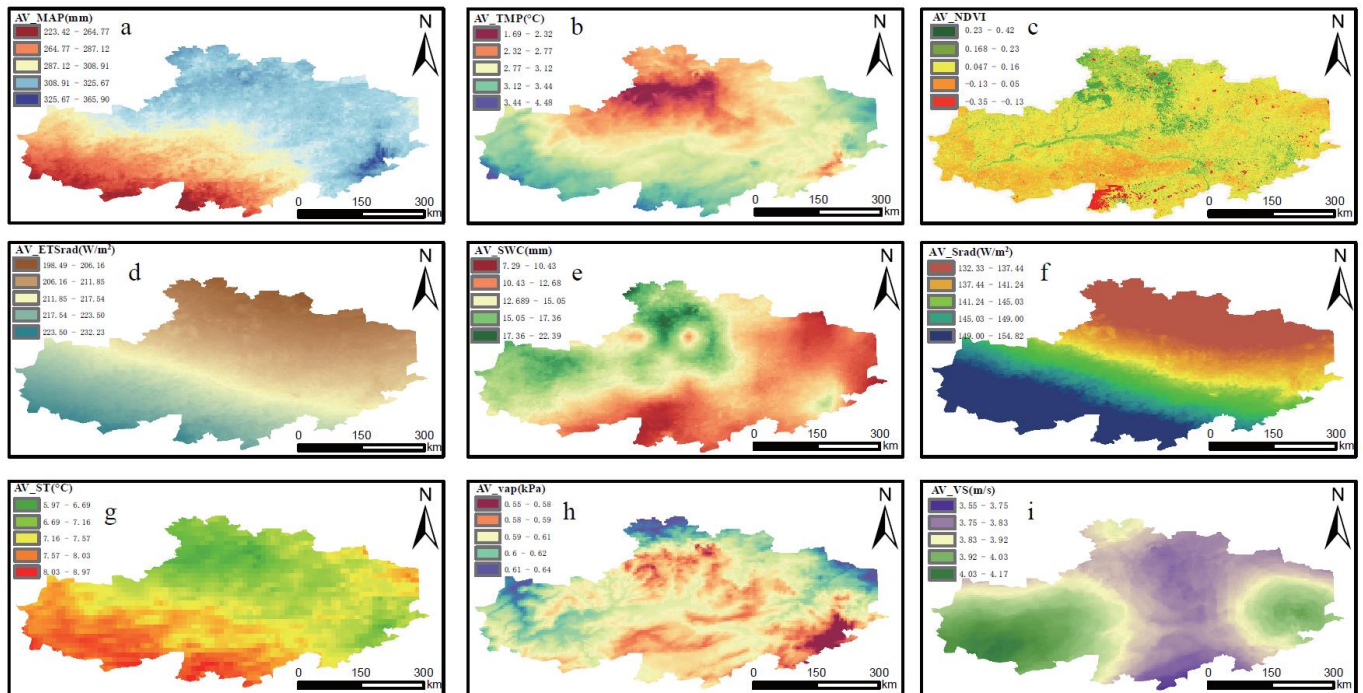 AV_MAP(mm)
223.42 - 264.77
264.77 - 287.12
287.12 - 308.91
308.91 - 325.67
325.67 - 365.90
a
N
0 150 300
km
AV_TMP(°C)
1.69 - 2.32
2.32 - 2.77
2.77 - 3.12
3.12 - 3.44
3.44 - 4.48
b
N
0 150 300
km
AV_NDVI
0.23 - 0.42
0.168 - 0.23
0.047 - 0.16
-0.13 - 0.05
-0.35 - -0.13
c
N
0 150 300
km
AV_ETSrad(W/m²)
198.49 - 206.16
206.16 - 211.85
211.85 - 217.54
217.54 - 223.50
223.50 - 232.23
d
N
0 150 300
km
AV_SWC(mm)
7.29 - 10.43
10.43 - 12.68
12.689 - 15.05
15.05 - 17.36
17.36 - 22.39
e
N
0 150 300
km
AV_Srad(W/m²)
132.33 - 137.44
137.44 - 141.24
141.24 - 145.03
145.03 - 149.00
149.00 - 154.82
f
N
0 150 300
km
AV_ST(°C)
5.97 - 6.69
6.69 - 7.16
7.16 - 7.57
7.57 - 8.03
8.03 - 8.97
g
N
0 150 300
km
AV_vap(kPa)
0.55 - 0.58
0.58 - 0.59
0.59 - 0.61
0.6 - 0.62
0.61 - 0.64
h
N
0 150 300
km
AV_VS(m/s)
3.55 - 3.75
3.75 - 3.83
3.83 - 3.92
3.92 - 4.03
4.03 - 4.17
i
N
0 150 300
km